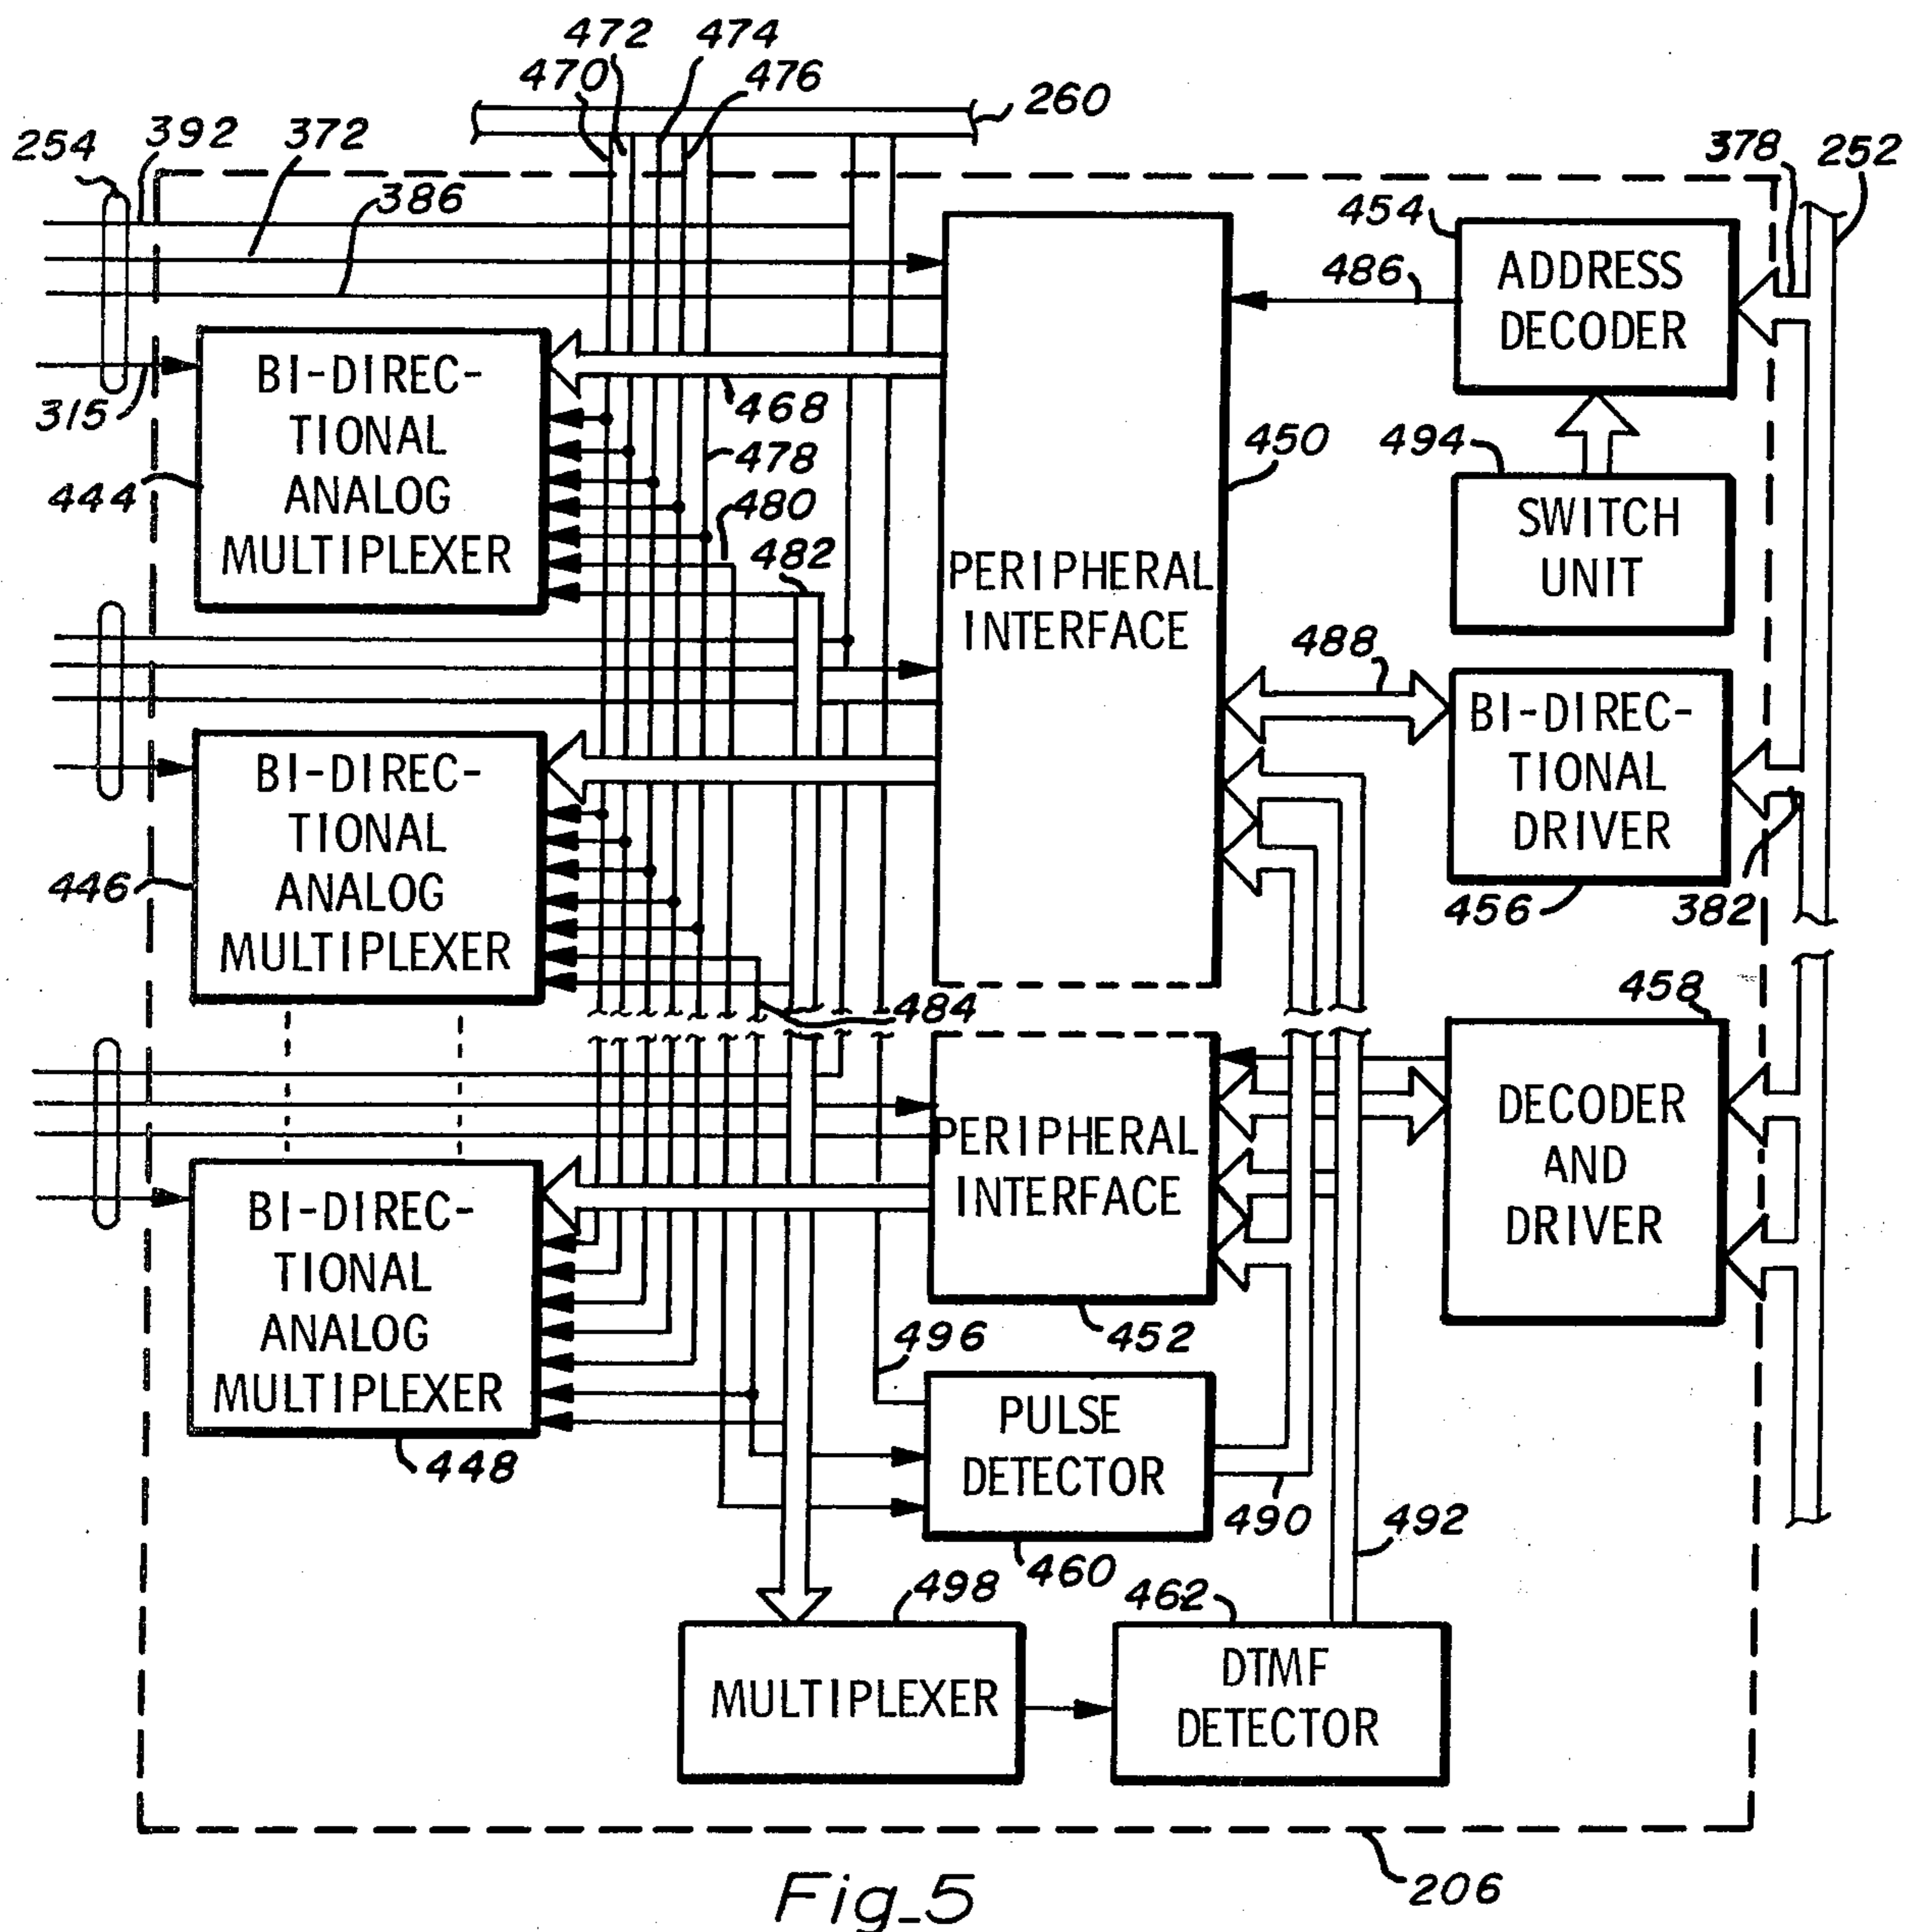 472
474
470
476
260
254
392
372
378
252
386
454
486
ADDRESS
DECODER
315
468
BI-DIREC-
TIONAL
ANALOG
MULTIPLEXER
444
478
480
482
450
494
SWITCH
UNIT
PERIPHERAL
INTERFACE
488
BI-DIREC-
TIONAL
DRIVER
456
382
BI-DIREC-
TIONAL
ANALOG
MULTIPLEXER
446
484
458
PERIPHERAL
INTERFACE
452
DECODER
AND
DRIVER
BI-DIREC-
TIONAL
ANALOG
MULTIPLEXER
448
496
PULSE
DETECTOR
490
492
460
498
462
MULTIPLEXER
DTMF
DETECTOR
206
Fig_5